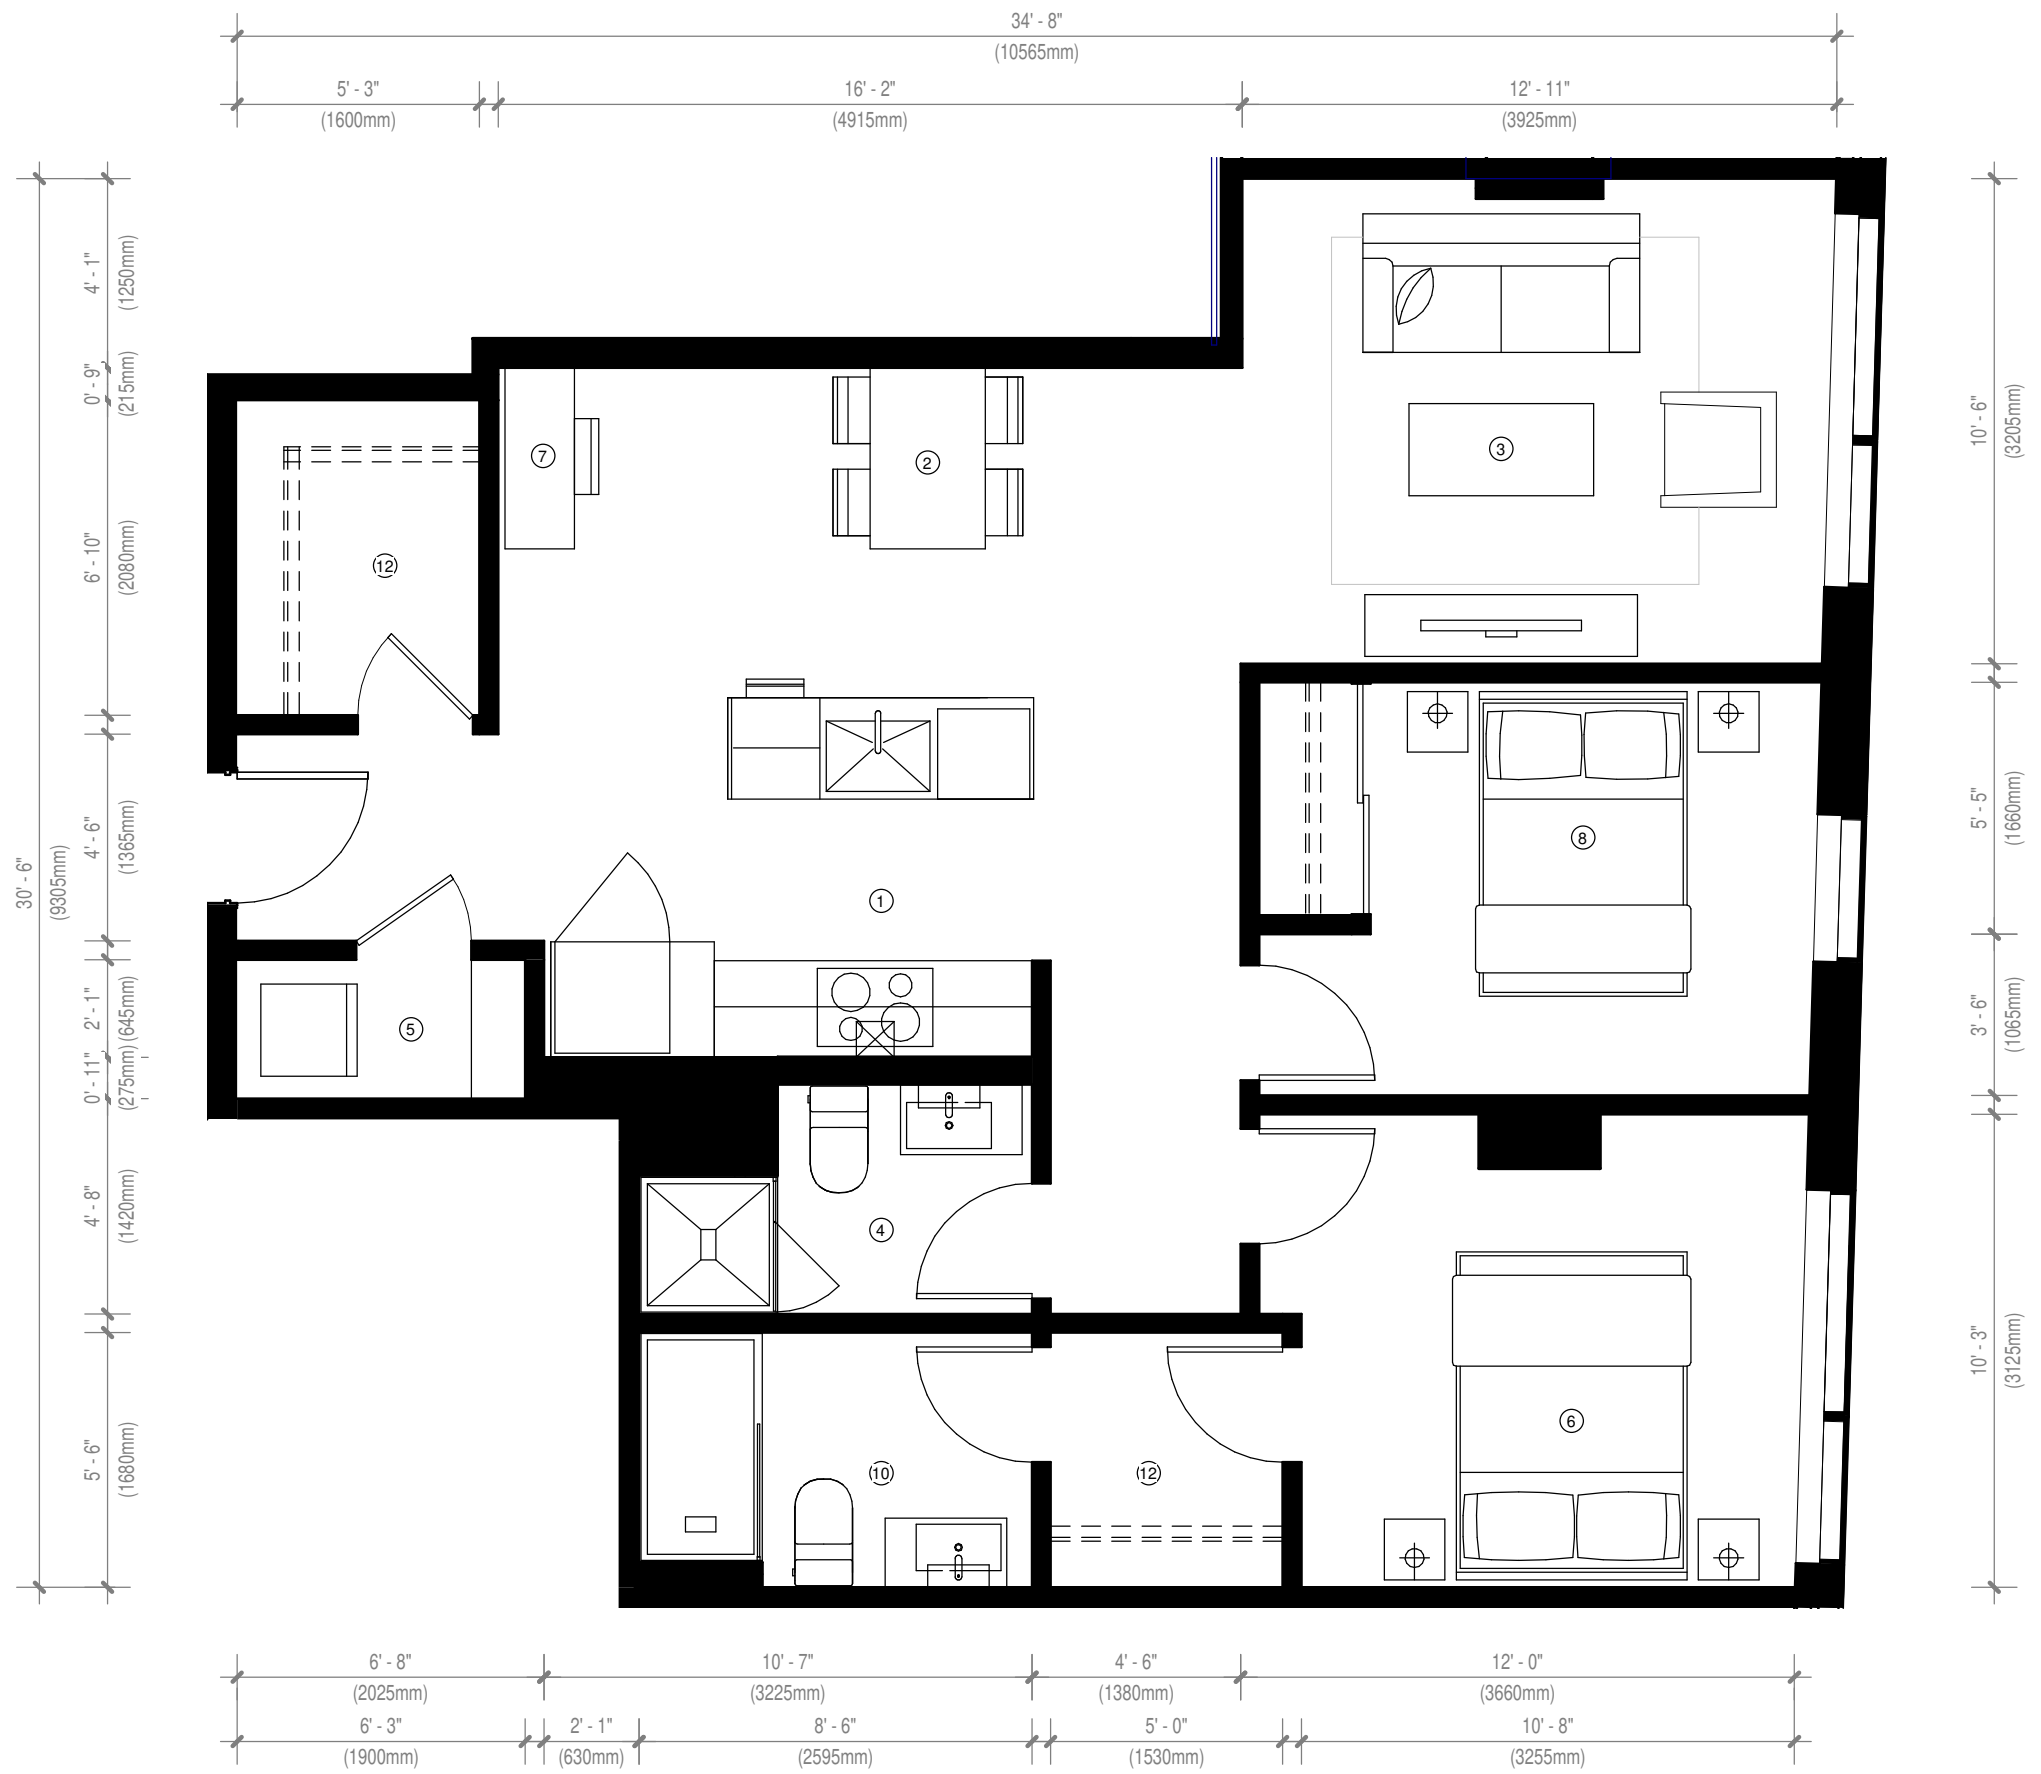 34' - 8"
(10565mm)
5' - 3"
16' - 2"
12' - 11"
(1600mm)
(4915mm)
(3925mm)
30' - 6"
(9305mm)
4' - 1"
(1250mm)
0' - 9"
(215mm)
6' - 10"
(2080mm)
4' - 6"
(1365mm)
2' - 1"
(645mm)
0' - 11"
(275mm)
4' - 8"
(1420mm)
5' - 6"
(1680mm)
7
2
3
12
8
1
5
4
6
10
12
10' - 6"
(3205mm)
5' - 5"
(1660mm)
3' - 6"
(1065mm)
10' - 3"
(3125mm)
6' - 8"
10' - 7"
4' - 6"
12' - 0"
(2025mm)
(3225mm)
(1380mm)
(3660mm)
6' - 3"
2' - 1"
8' - 6"
5' - 0"
10' - 8"
(1900mm)
(630mm)
(2595mm)
(1530mm)
(3255mm)